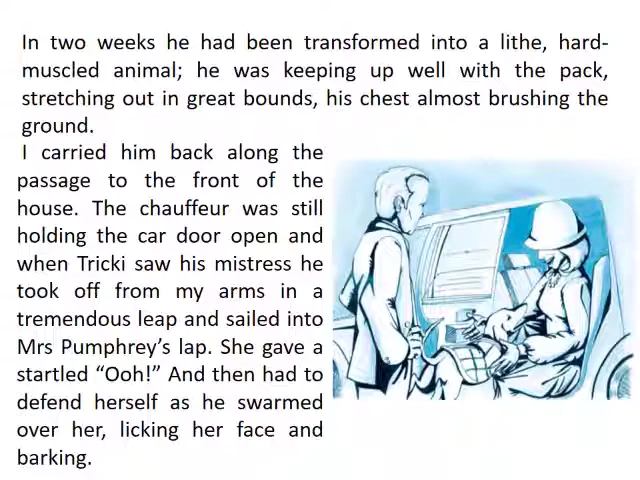 In two weeks he had been transformed into a lithe, hard-
muscled animal; he was keeping up well with the pack,
stretching out in great bounds, his chest almost brushing the
ground.
I carried him back along the
passage to the front of the
house. The chauffeur was still
holding the car door open and
when Tricki saw his mistress he
took off from my arms in a
tremendous leap and sailed into
Mrs Pumphrey’s lap. She gave a
startled “Ooh!” And then had to
defend herself as he swarmed
over her, licking her face and
barking.